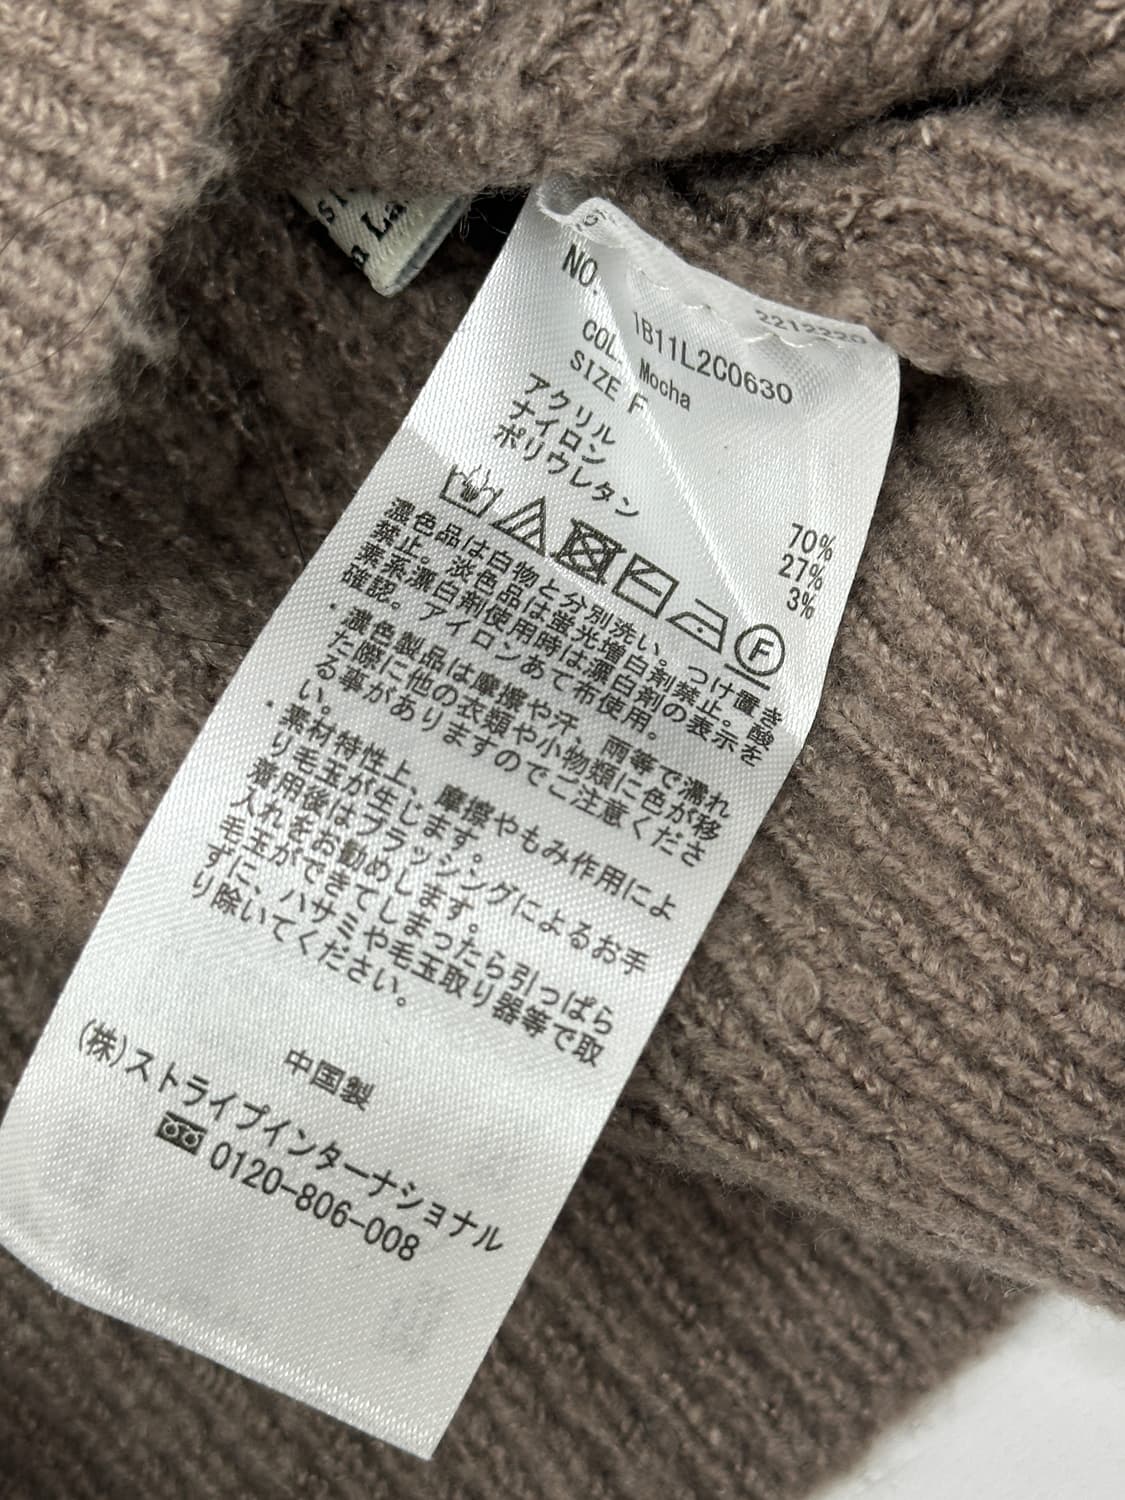 NO. 1B11L2C0630
COL. Mocha
SIZE F
アクリル 70%
ナイロン 27%
ポリウレタン 3%
F
濃色品は白物と分別洗い。つけ置き
禁止。淡色品は蛍光増白剤禁止。酸
素系漂白剤使用時は漂白剤の表示を
確認。アイロンあて布使用。
・濃色製品は摩擦や汗、雨等で濡れ
た際に他の衣類や小物類に色が移
る事がありますのでご注意くださ
い。
・素材特性上、摩擦やもみ作用によ
り毛玉が生じます。
着用後はブラッシングによるお手
入れをお勧めします。
毛玉ができてしまったら引っぱら
ずに、ハサミや毛玉取り器等で取
り除いてください。
中国製
(株)ストライプインターナショナル
0120-806-008